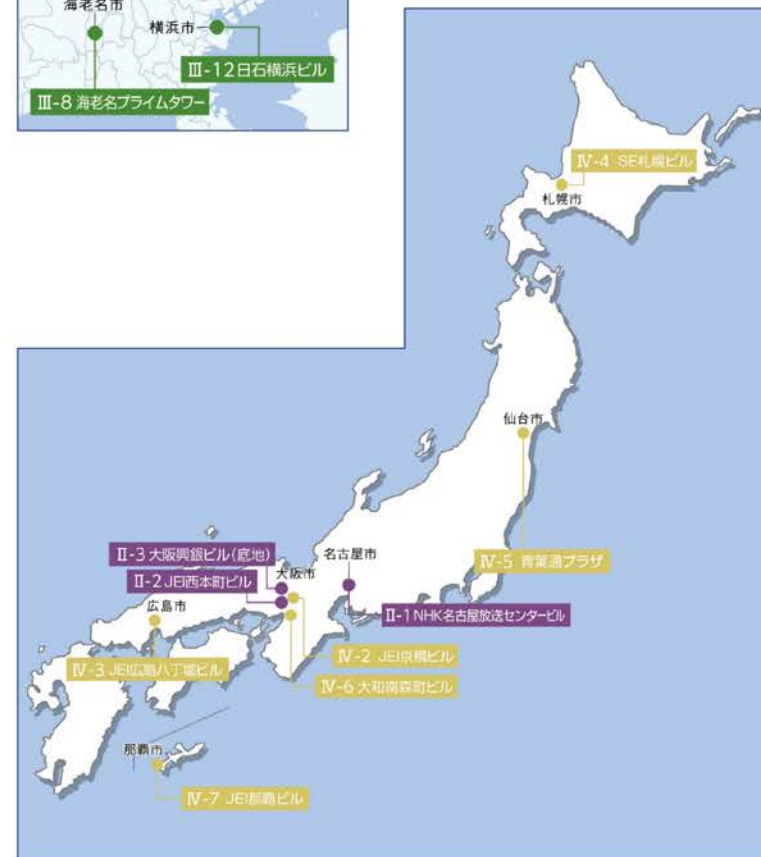 海老名市
横浜市
Ⅲ-12日石横浜ビル
Ⅲ-8 海老名プライムタワー
Ⅳ-4 SE札幌ビル
札幌市
仙台市
Ⅱ-3 大阪興銀ビル(底地)
名古屋市
Ⅳ-5 青葉通プラザ
大阪市
Ⅱ-2 JEI西本町ビル
広島市
Ⅱ-1 NHK名古屋放送センタービル
Ⅳ-2 JEI京橋ビル
Ⅳ-3 JEI広島八丁堀ビル
Ⅳ-6 大和南森町ビル
那覇市
Ⅳ-7 JEI那覇ビル